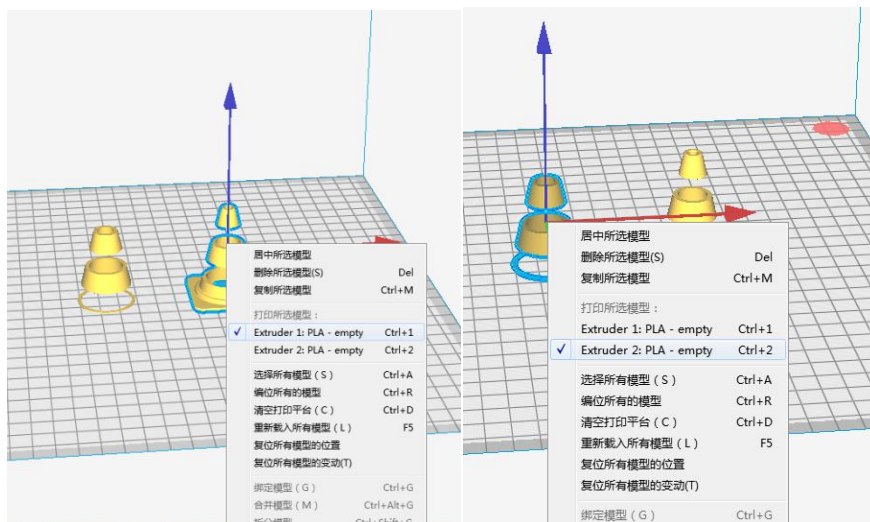 居中所选模型
删除所选模型(S) Del
复制所选模型 Ctrl+M
打印所选模型：
✓ Extruder 1: PLA - empty Ctrl+1
Extruder 2: PLA - empty Ctrl+2
选择所有模型(S) Ctrl+A
编位所有的模型 Ctrl+R
清空打印平台(C) Ctrl+D
重新载入所有模型(L) F5
复位所有模型的位置
复位所有模型的变动(T)
绑定模型(G) Ctrl+G
合并模型(M) Ctrl+Alt+G
拆分模型 Ctrl+Shift+G
居中所选模型
删除所选模型(S) Del
复制所选模型 Ctrl+M
打印所选模型：
Extruder 1: PLA - empty Ctrl+1
✓ Extruder 2: PLA - empty Ctrl+2
选择所有模型(S) Ctrl+A
编位所有的模型 Ctrl+R
清空打印平台(C) Ctrl+D
重新载入所有模型(L) F5
复位所有模型的位置
复位所有模型的变动(T)
绑定模型(G) Ctrl+G